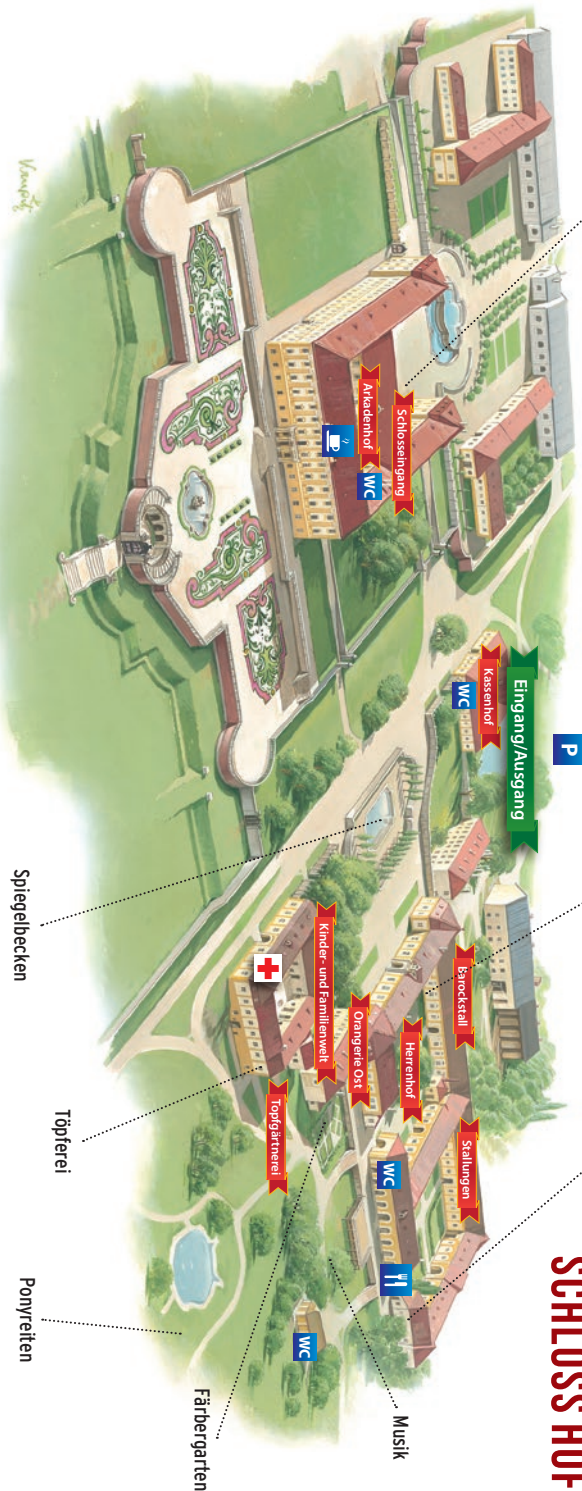 SCHLOSS HOF
P
Eingang/Ausgang
Kassenhof
WC
Schlosseingang
Arkadenhof
WC
Barockstall
Stallungen
Herrenhof
Orangerie Ost
WC
Kinder- und Familienwelt
Topfgärtnerei
WC
Musik
Färbergarten
Ponyreiten
Töpferei
Spiegelbecken